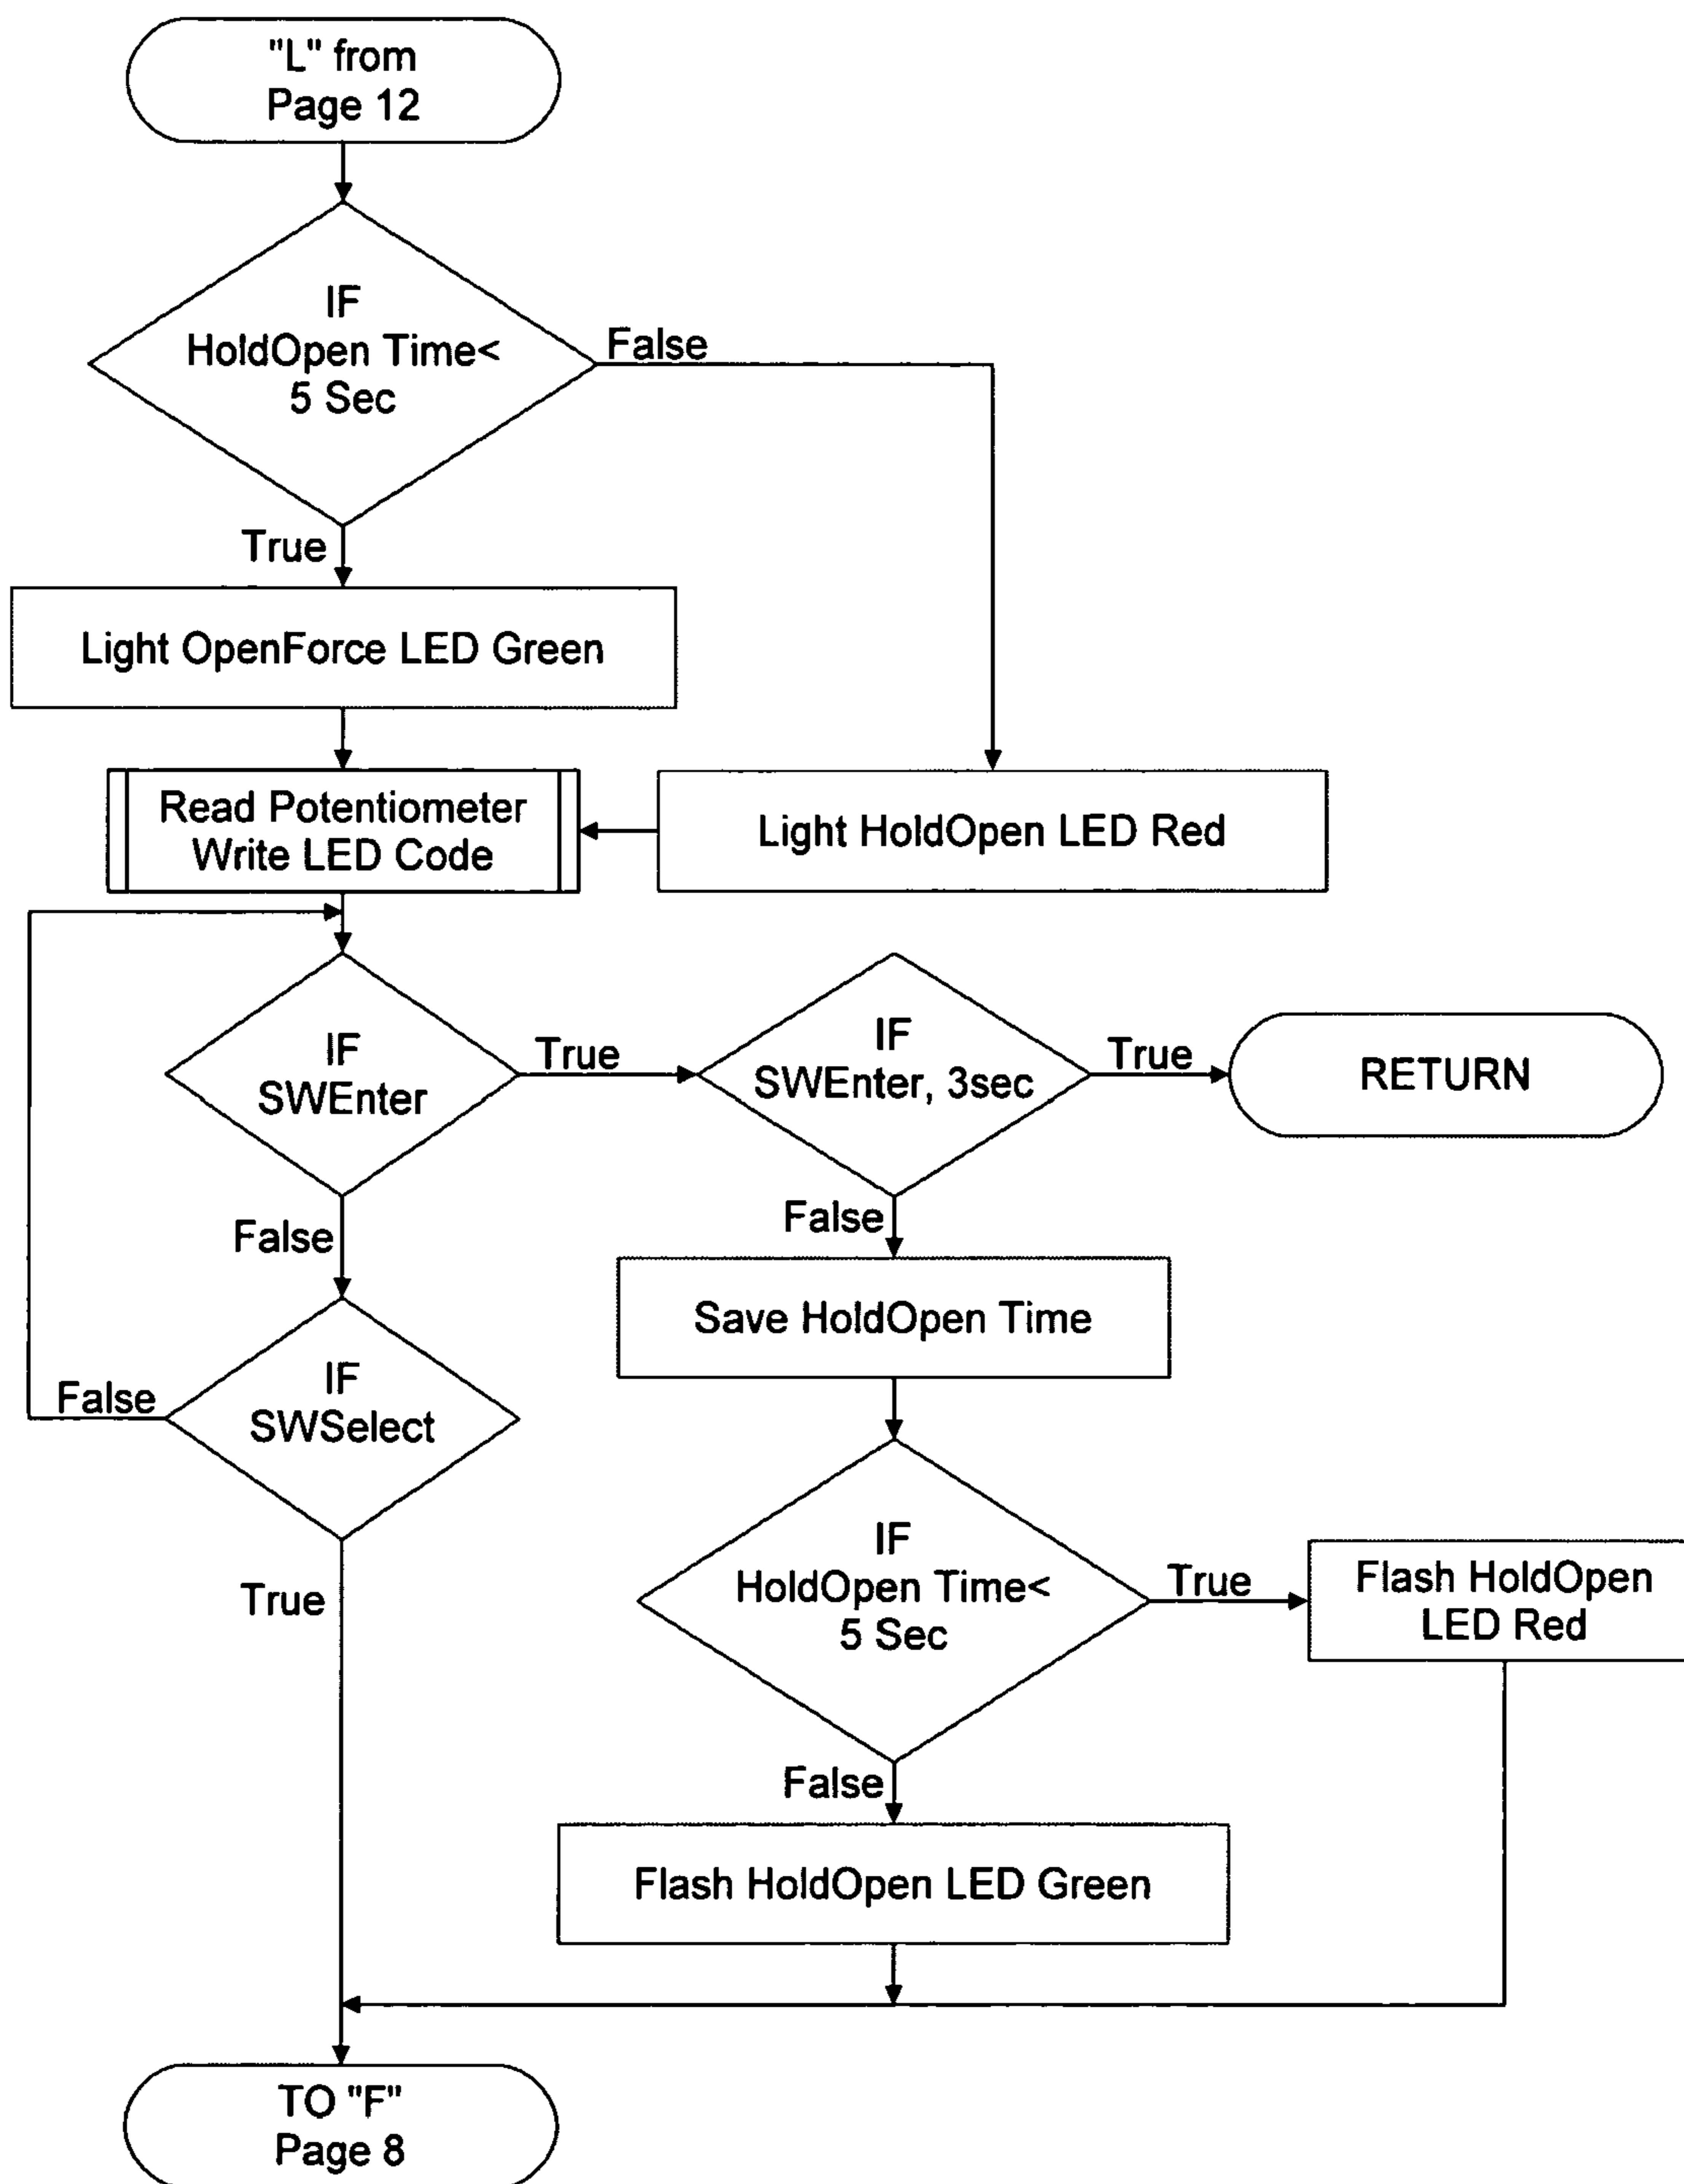 "L" from
Page 12
IF
HoldOpen Time<
5 Sec
False
True
Light OpenForce LED Green
Read Potentiometer
Write LED Code
Light HoldOpen LED Red
IF
SWEnter
True
IF
SWEnter, 3sec
True
RETURN
False
False
Save HoldOpen Time
IF
SWSelect
False
True
IF
HoldOpen Time<
5 Sec
True
Flash HoldOpen
LED Red
False
Flash HoldOpen LED Green
TO "F"
Page 8